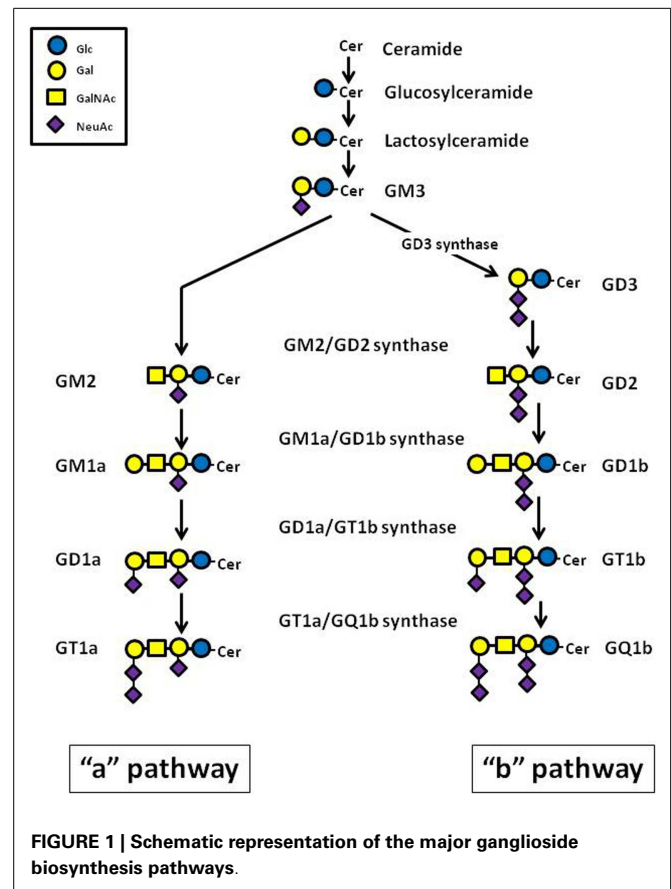 Glc
Gal
GalNAc
NeuAc
Cer Ceramide
Cer Glucosylceramide
Cer Lactosylceramide
Cer GM3
GD3 synthase
Cer GD3
GM2/GD2 synthase
GM2 Cer
Cer GD2
GM1a/GD1b synthase
GM1a Cer
Cer GD1b
GD1a/GT1b synthase
GD1a Cer
Cer GT1b
GT1a/GQ1b synthase
GT1a Cer
Cer GQ1b
"a" pathway
"b" pathway
FIGURE 1 | Schematic representation of the major ganglioside
biosynthesis pathways.